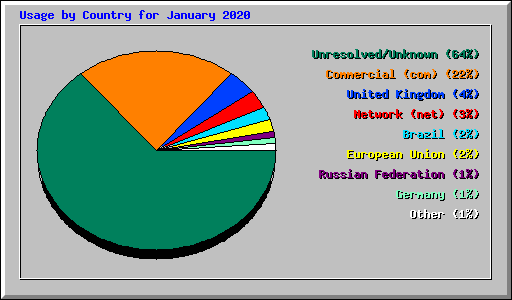 Usage by Country for January 2020
Unresolved/Unknown (64%)
Commercial (com) (22%)
United Kingdom (4%)
Network (net) (3%)
Brazil (2%)
European Union (2%)
Russian Federation (1%)
Germany (1%)
Other (1%)